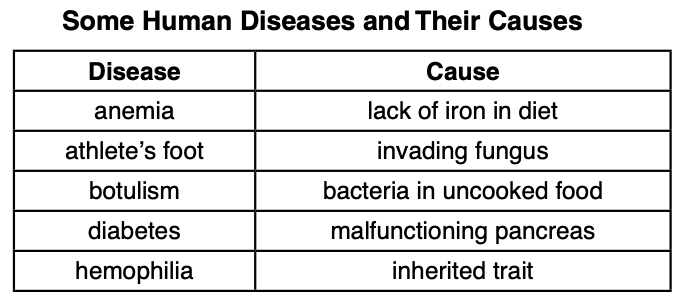 Some Human Diseases and Their Causes
Disease Cause
anemia lack of iron in diet
athlete's foot invading fungus
botulism bacteria in uncooked food
diabetes malfunctioning pancreas
hemophilia inherited trait